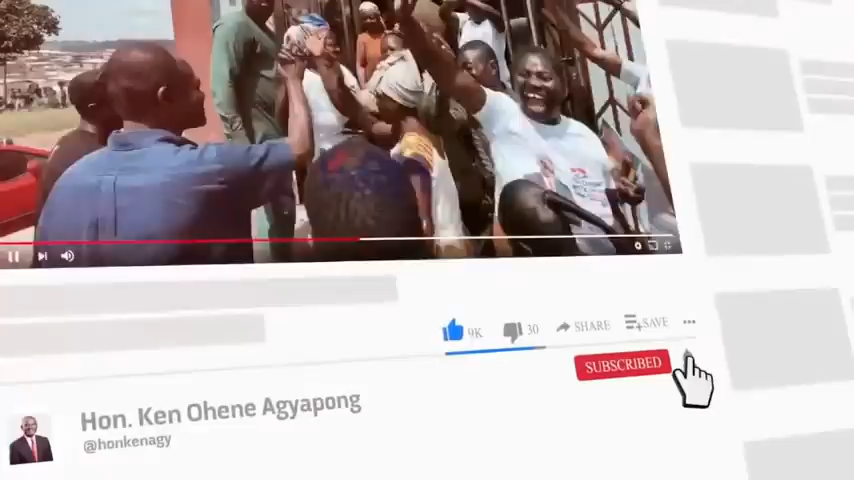 9K
30
SHARE
SAVE
SUBSCRIBED
Hon. Ken Ohene Agyapong
@honkenagy